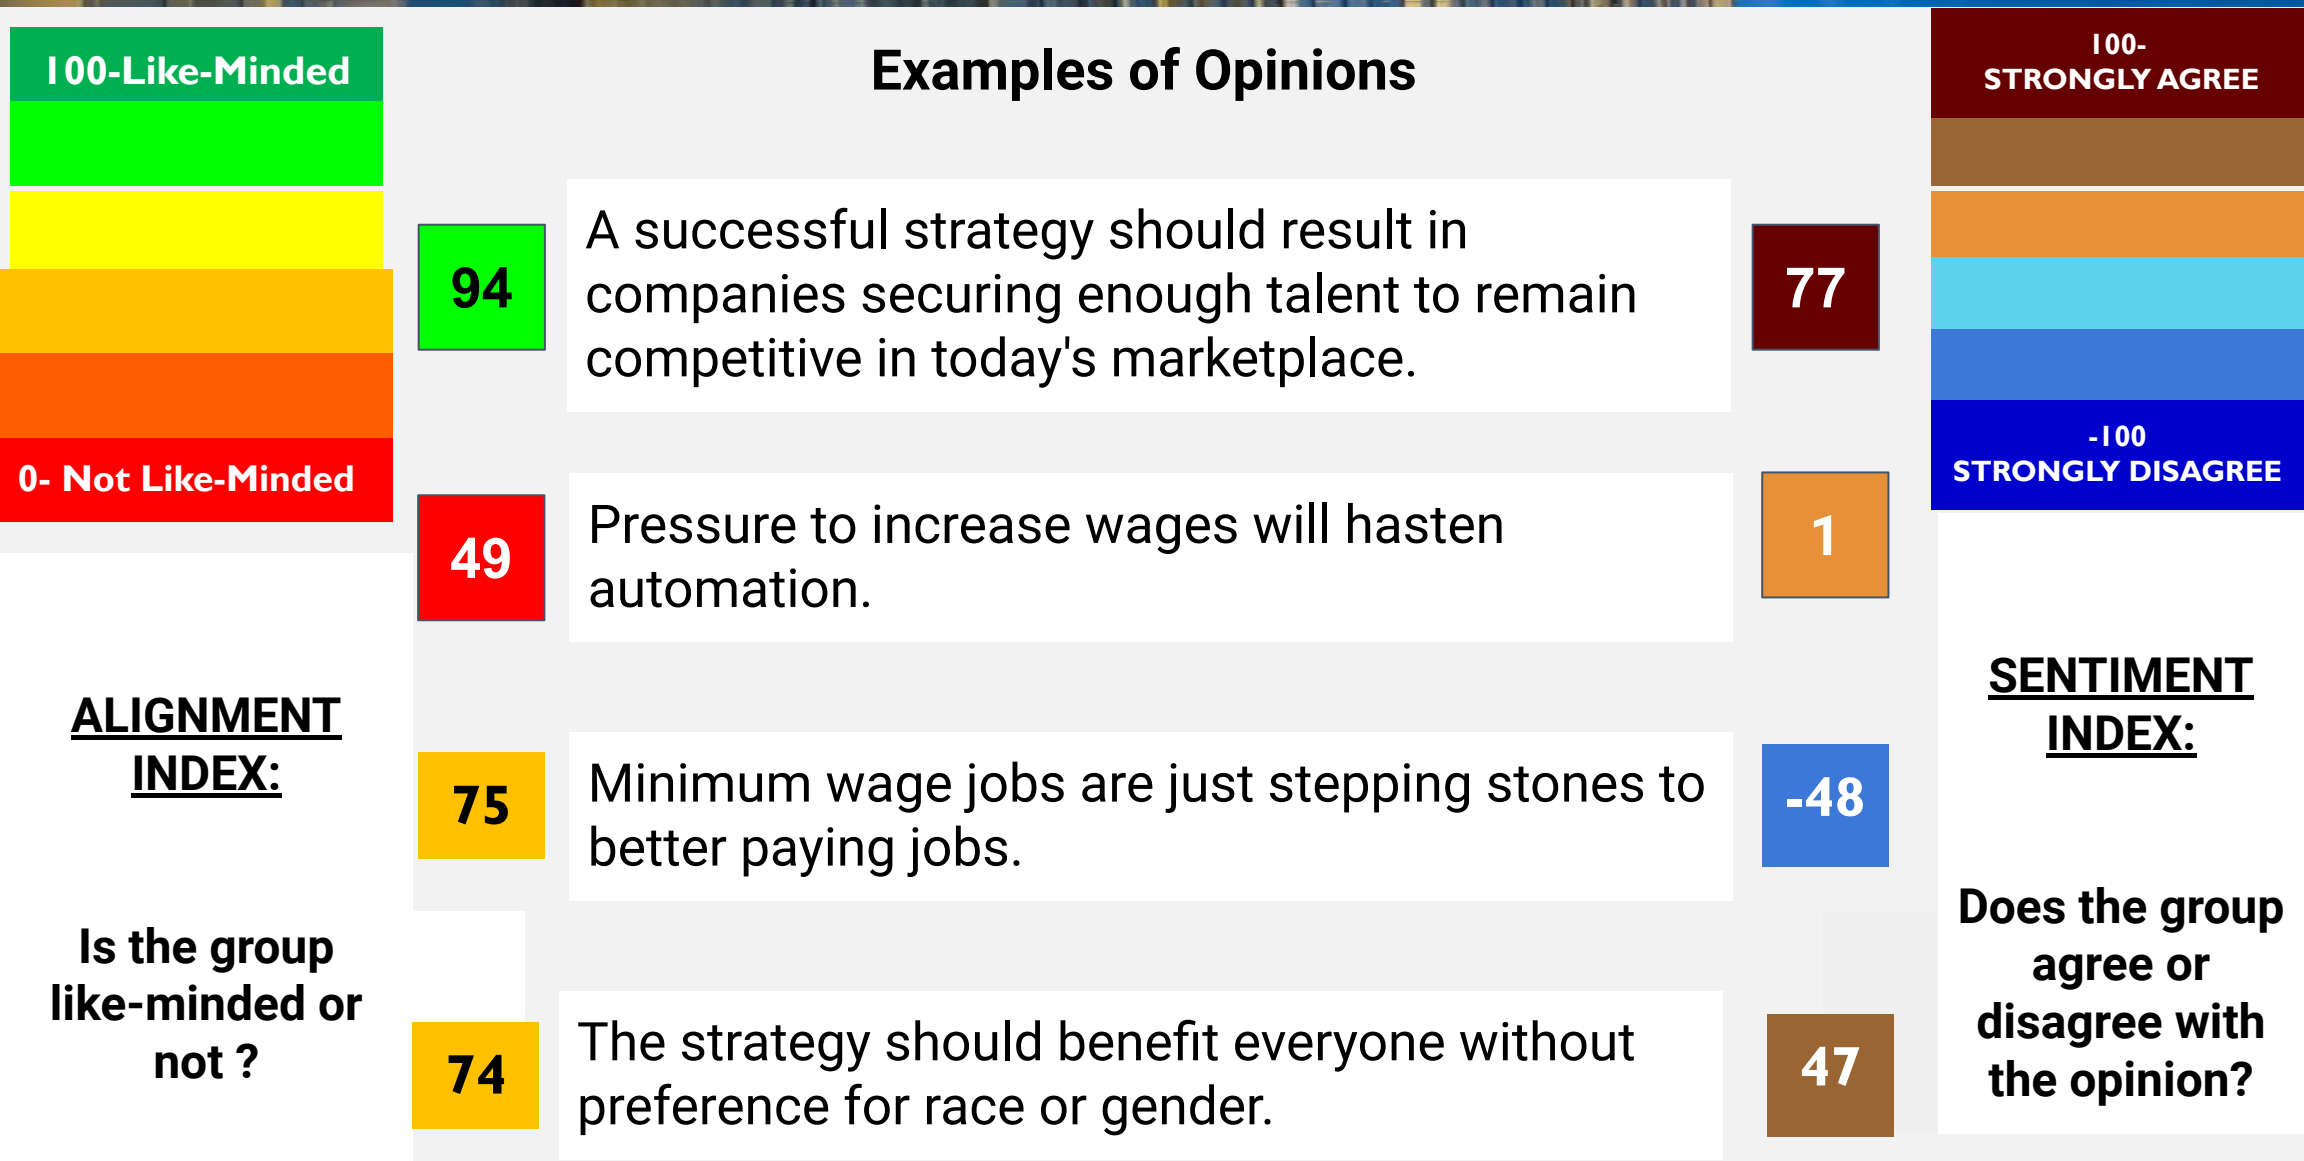 Examples of Opinions
100-Like-Minded
0- Not Like-Minded
ALIGNMENT
INDEX:
Is the group
like-minded or
not ?
94
A successful strategy should result in
companies securing enough talent to remain
competitive in today's marketplace.
77
49
Pressure to increase wages will hasten
automation.
1
75
Minimum wage jobs are just stepping stones to
better paying jobs.
-48
74
The strategy should benefit everyone without
preference for race or gender.
47
100-
STRONGLY AGREE
-100
STRONGLY DISAGREE
SENTIMENT
INDEX:
Does the group
agree or
disagree with
the opinion?